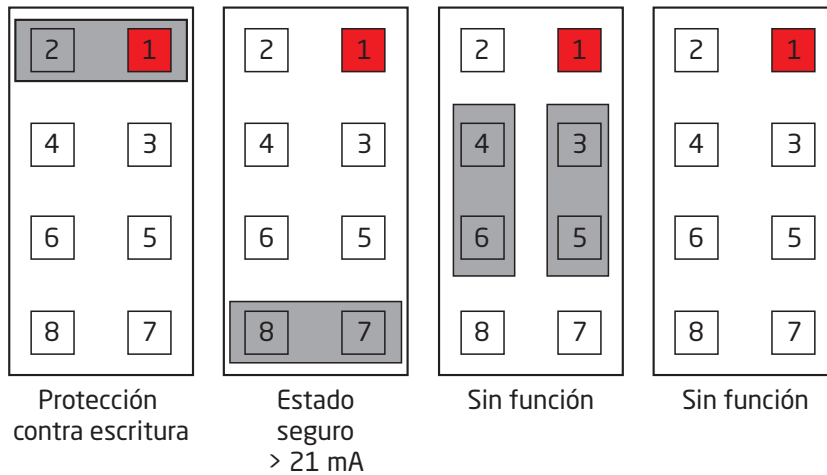 2 1 2 1 2 1 2 1
4 3 4 3 4 3 4 3
6 5 6 5 6 5 6 5
8 7 8 7 8 7 8 7
Protección
contra escritura
Estado
seguro
> 21 mA
Sin función
Sin función